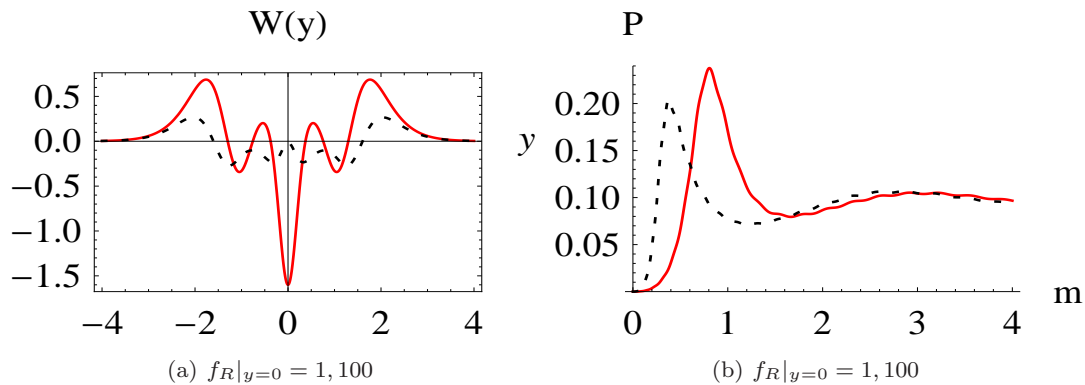 W(y)
0.5
0.0
−0.5
−1.0
−1.5
−4 −2 0 2 4
y
(a) f_R|_{y=0} = 1, 100
P
0.20
0.15
0.10
0.05
0 1 2 3 4
m
(b) f_R|_{y=0} = 1, 100